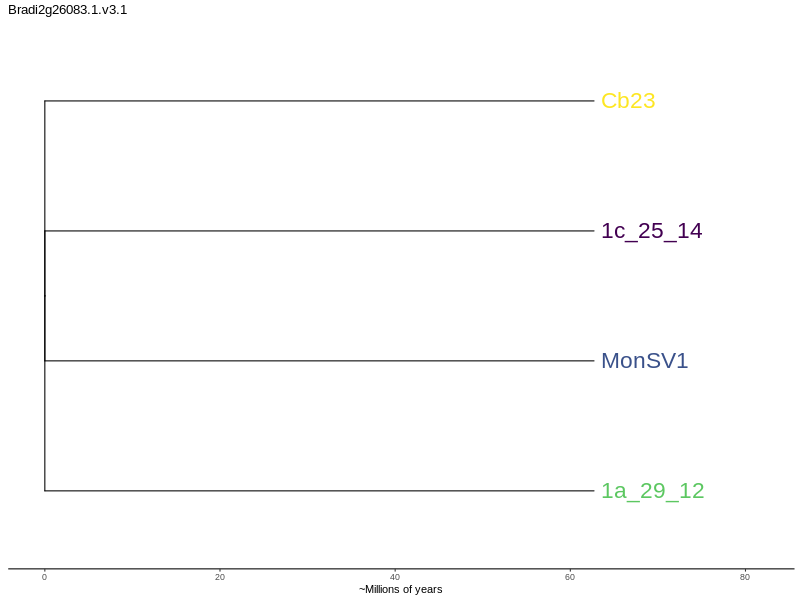 Bradi2g26083.1.v3.1
Cb23
1c_25_14
MonSV1
1a_29_12
0 20 40 60 80
~Millions of years